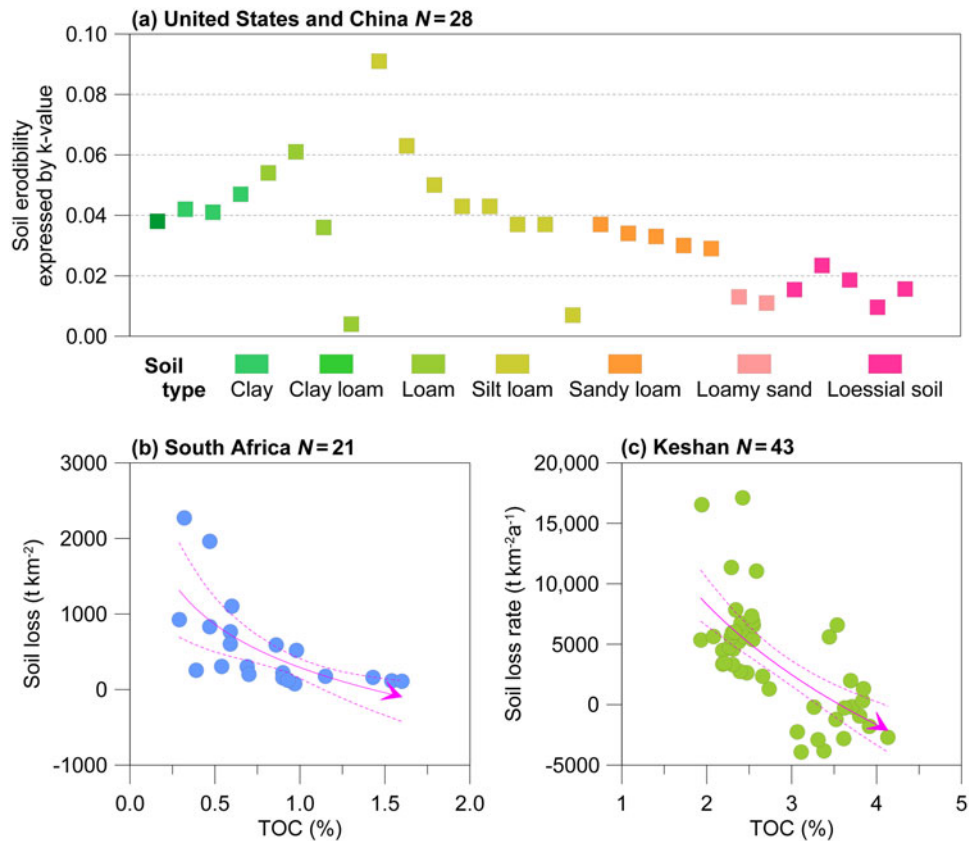 (a) United States and China N = 28
Soil erodibility
expressed by k-value
0.10
0.08
0.06
0.04
0.02
0.00
Soil
type
Clay
Clay loam
Loam
Silt loam
Sandy loam
Loamy sand
Loessial soil
(b) South Africa N = 21
Soil loss (t km⁻²)
3000
2000
1000
0
-1000
0.0
0.5
1.0
1.5
2.0
TOC (%)
(c) Keshan N = 43
Soil loss rate (t km⁻²a⁻¹)
20,000
15,000
10,000
5000
0
-5000
1
2
3
4
5
TOC (%)